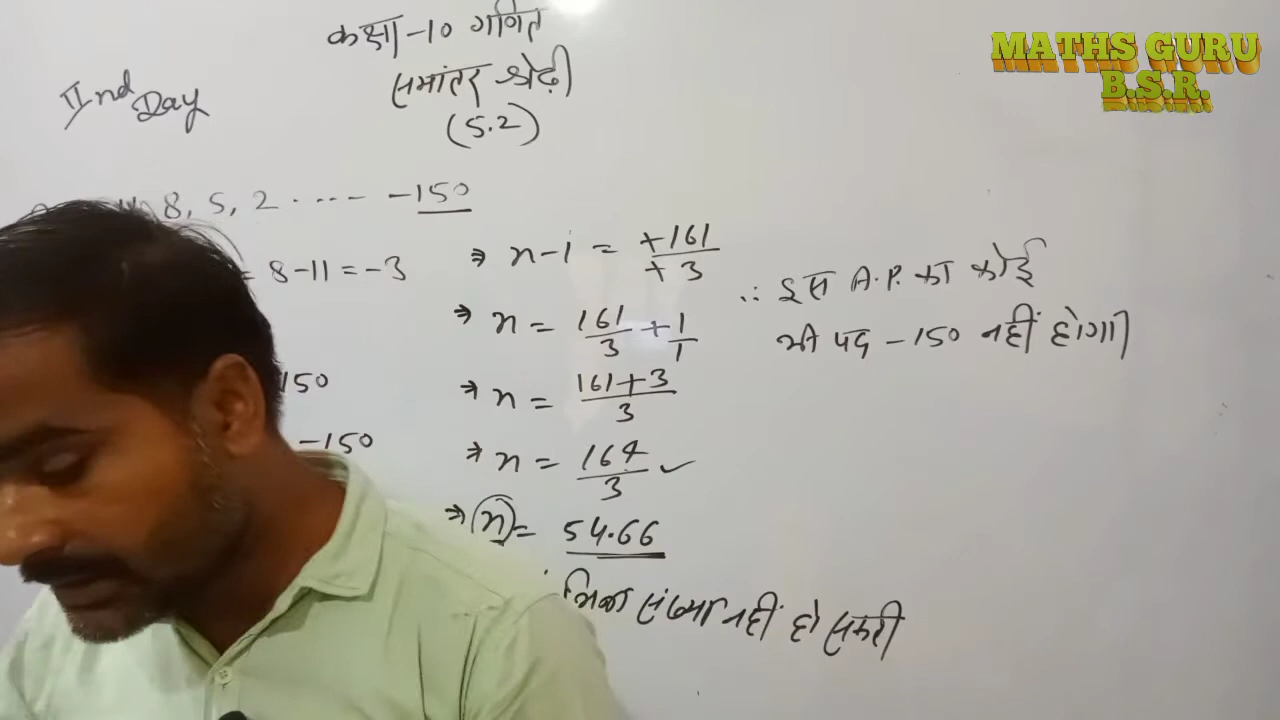 कक्षा-10 गणित
समांतर श्रेढ़ी
(5.2)
IInd Day
MATHS GURU
B.S.R.
8, 5, 2 ..... -150
= 8-11 = -3
150
-150
⇒ n-1 = +161/+3
⇒ n = 161/3 + 1/1
⇒ n = 161+3/3
⇒ n = 164/3 ✓
⇒ n = 54.66
संख्या नहीं हो सकती
∴ इस A.P. का कोई
भी पद -150 नहीं होगा।